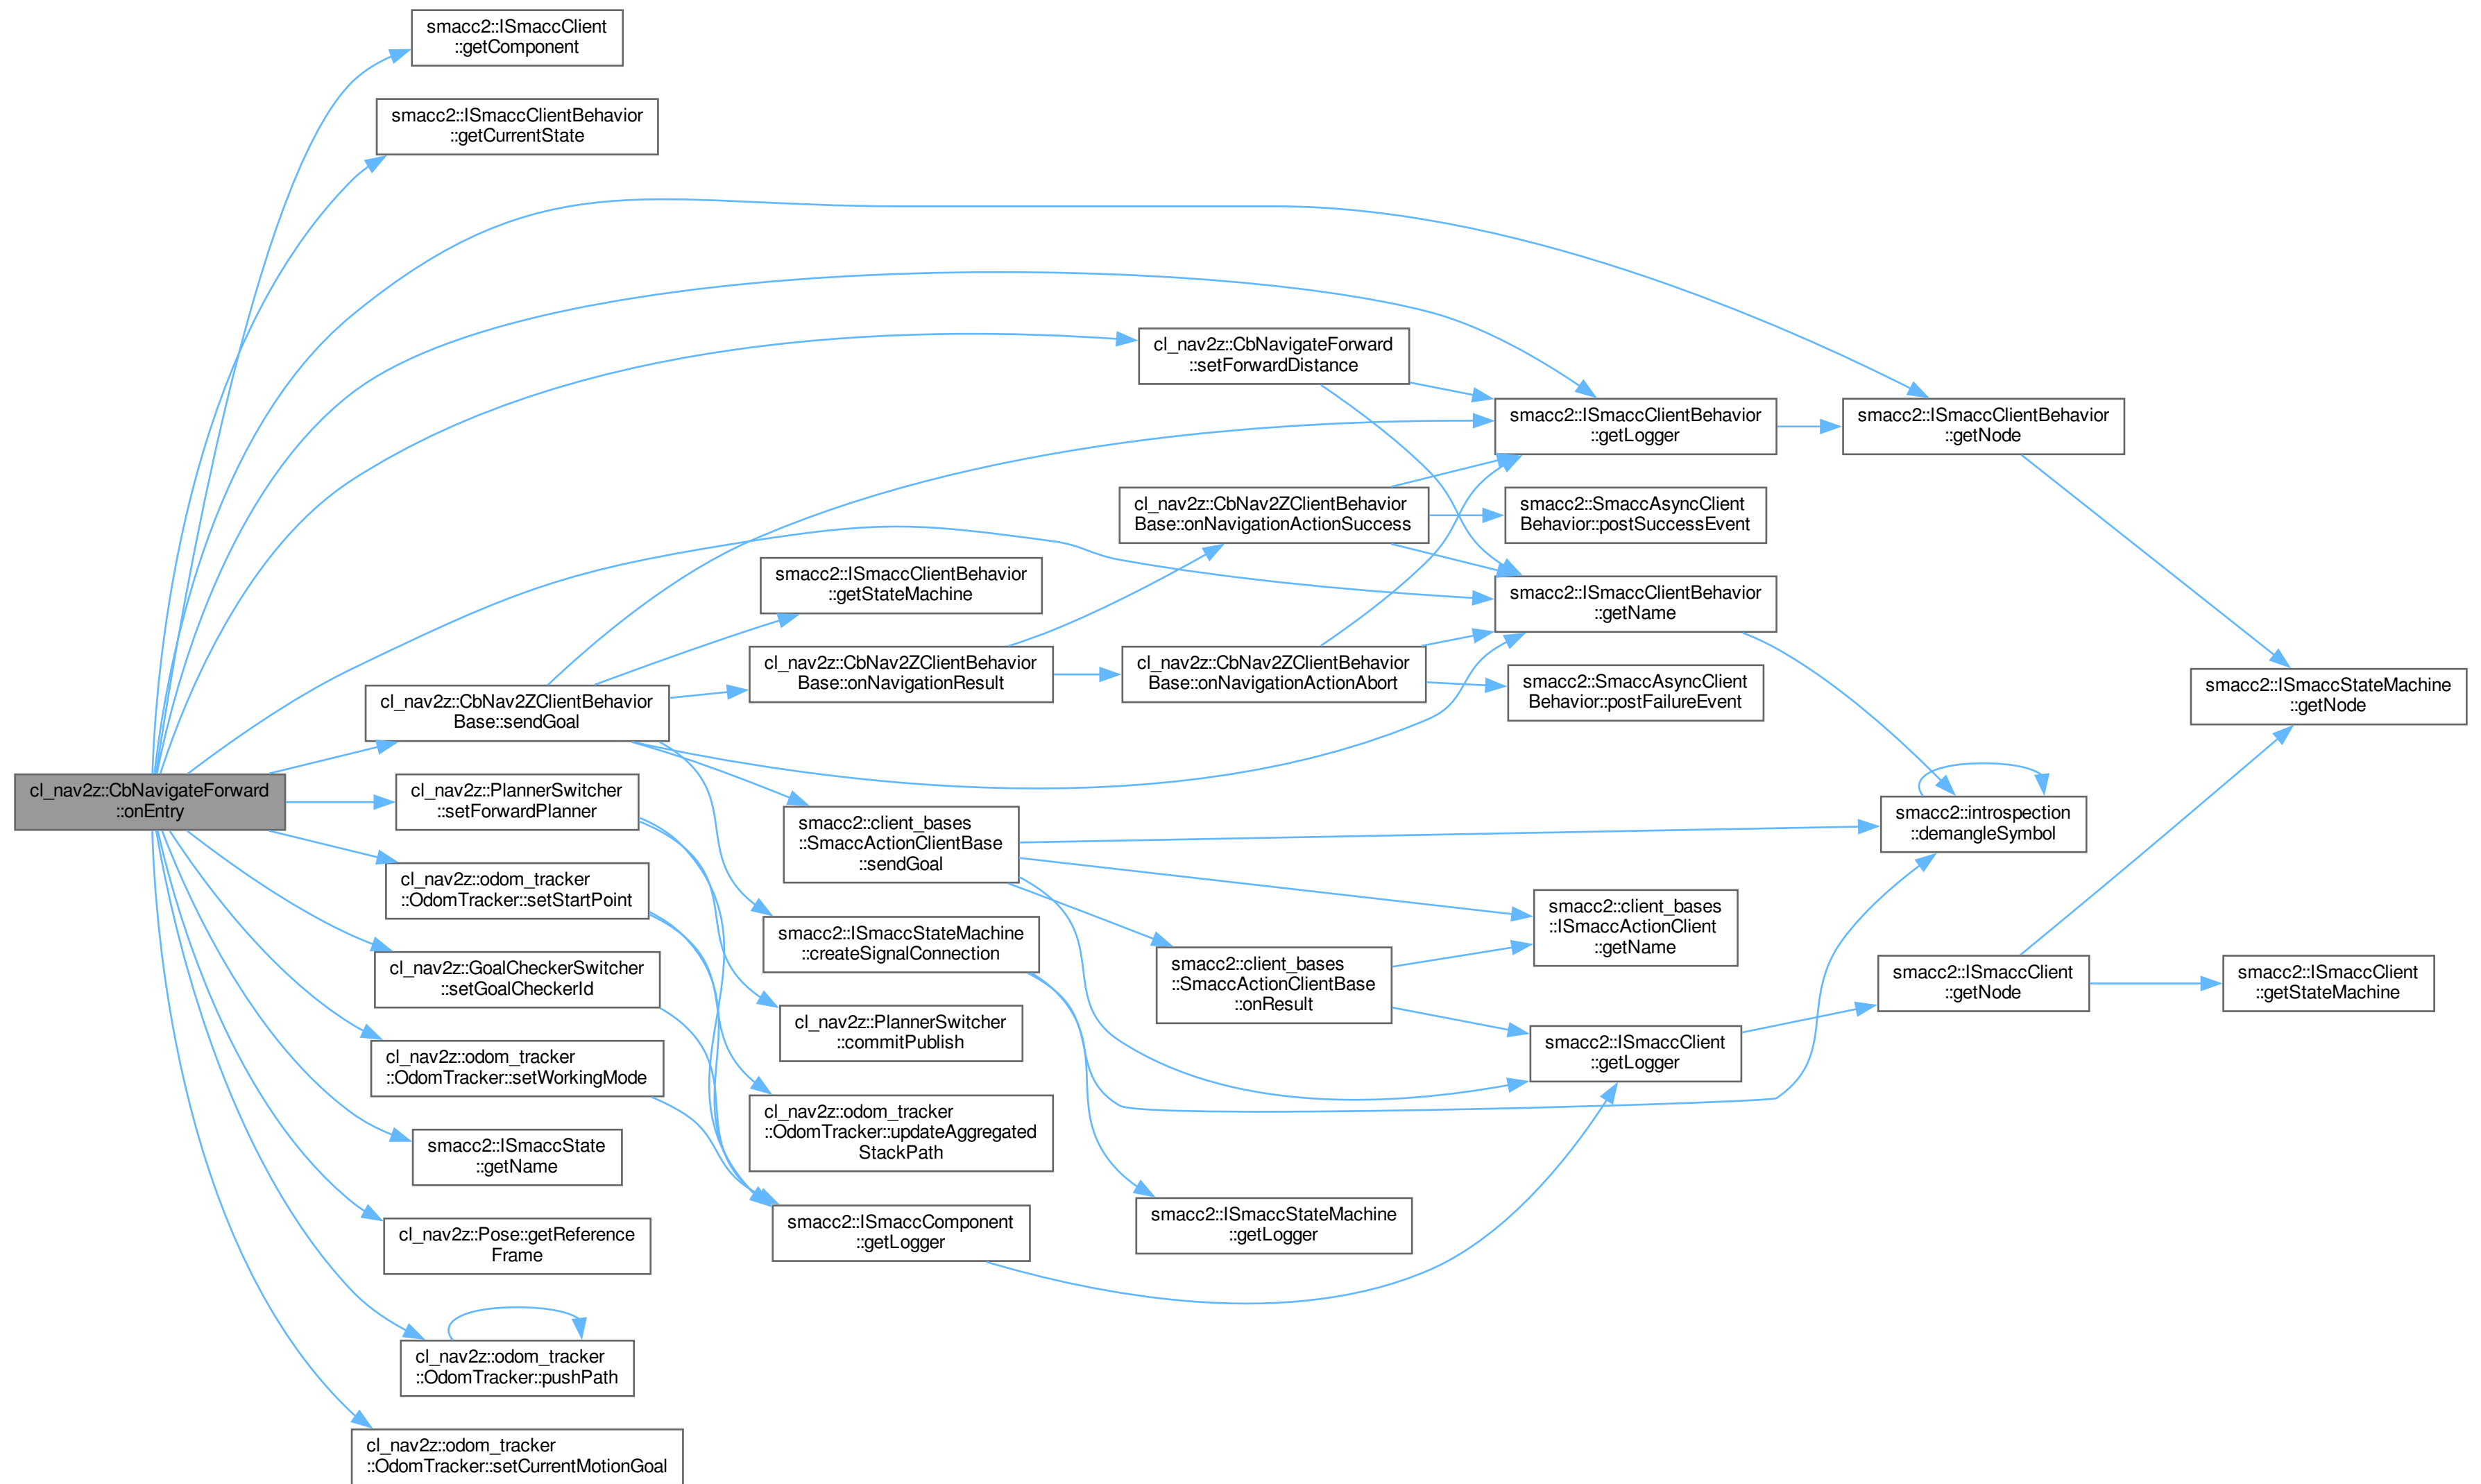 smacc2::ISmaccClient
::getComponent
smacc2::ISmaccClientBehavior
::getCurrentState
cl_nav2z::CbNavigateForward
::setForwardDistance
smacc2::ISmaccClientBehavior
::getLogger
smacc2::ISmaccClientBehavior
::getNode
cl_nav2z::CbNav2ZClientBehavior
Base::onNavigationActionSuccess
smacc2::SmaccAsyncClient
Behavior::postSuccessEvent
smacc2::ISmaccClientBehavior
::getStateMachine
smacc2::ISmaccClientBehavior
::getName
cl_nav2z::CbNav2ZClientBehavior
Base::onNavigationResult
cl_nav2z::CbNav2ZClientBehavior
Base::onNavigationActionAbort
smacc2::SmaccAsyncClient
Behavior::postFailureEvent
smacc2::ISmaccStateMachine
::getNode
cl_nav2z::CbNav2ZClientBehavior
Base::sendGoal
cl_nav2z::CbNavigateForward
::onEntry
cl_nav2z::PlannerSwitcher
::setForwardPlanner
smacc2::client_bases
::SmaccActionClientBase
::sendGoal
smacc2::introspection
::demangleSymbol
cl_nav2z::odom_tracker
::OdomTracker::setStartPoint
smacc2::ISmaccStateMachine
::createSignalConnection
smacc2::client_bases
::ISmaccActionClient
::getName
cl_nav2z::GoalCheckerSwitcher
::setGoalCheckerId
smacc2::client_bases
::SmaccActionClientBase
::onResult
smacc2::ISmaccClient
::getNode
smacc2::ISmaccClient
::getStateMachine
cl_nav2z::PlannerSwitcher
::commitPublish
smacc2::ISmaccClient
::getLogger
cl_nav2z::odom_tracker
::OdomTracker::setWorkingMode
cl_nav2z::odom_tracker
::OdomTracker::updateAggregated
StackPath
smacc2::ISmaccState
::getName
smacc2::ISmaccComponent
::getLogger
smacc2::ISmaccStateMachine
::getLogger
cl_nav2z::Pose::getReference
Frame
cl_nav2z::odom_tracker
::OdomTracker::pushPath
cl_nav2z::odom_tracker
::OdomTracker::setCurrentMotionGoal